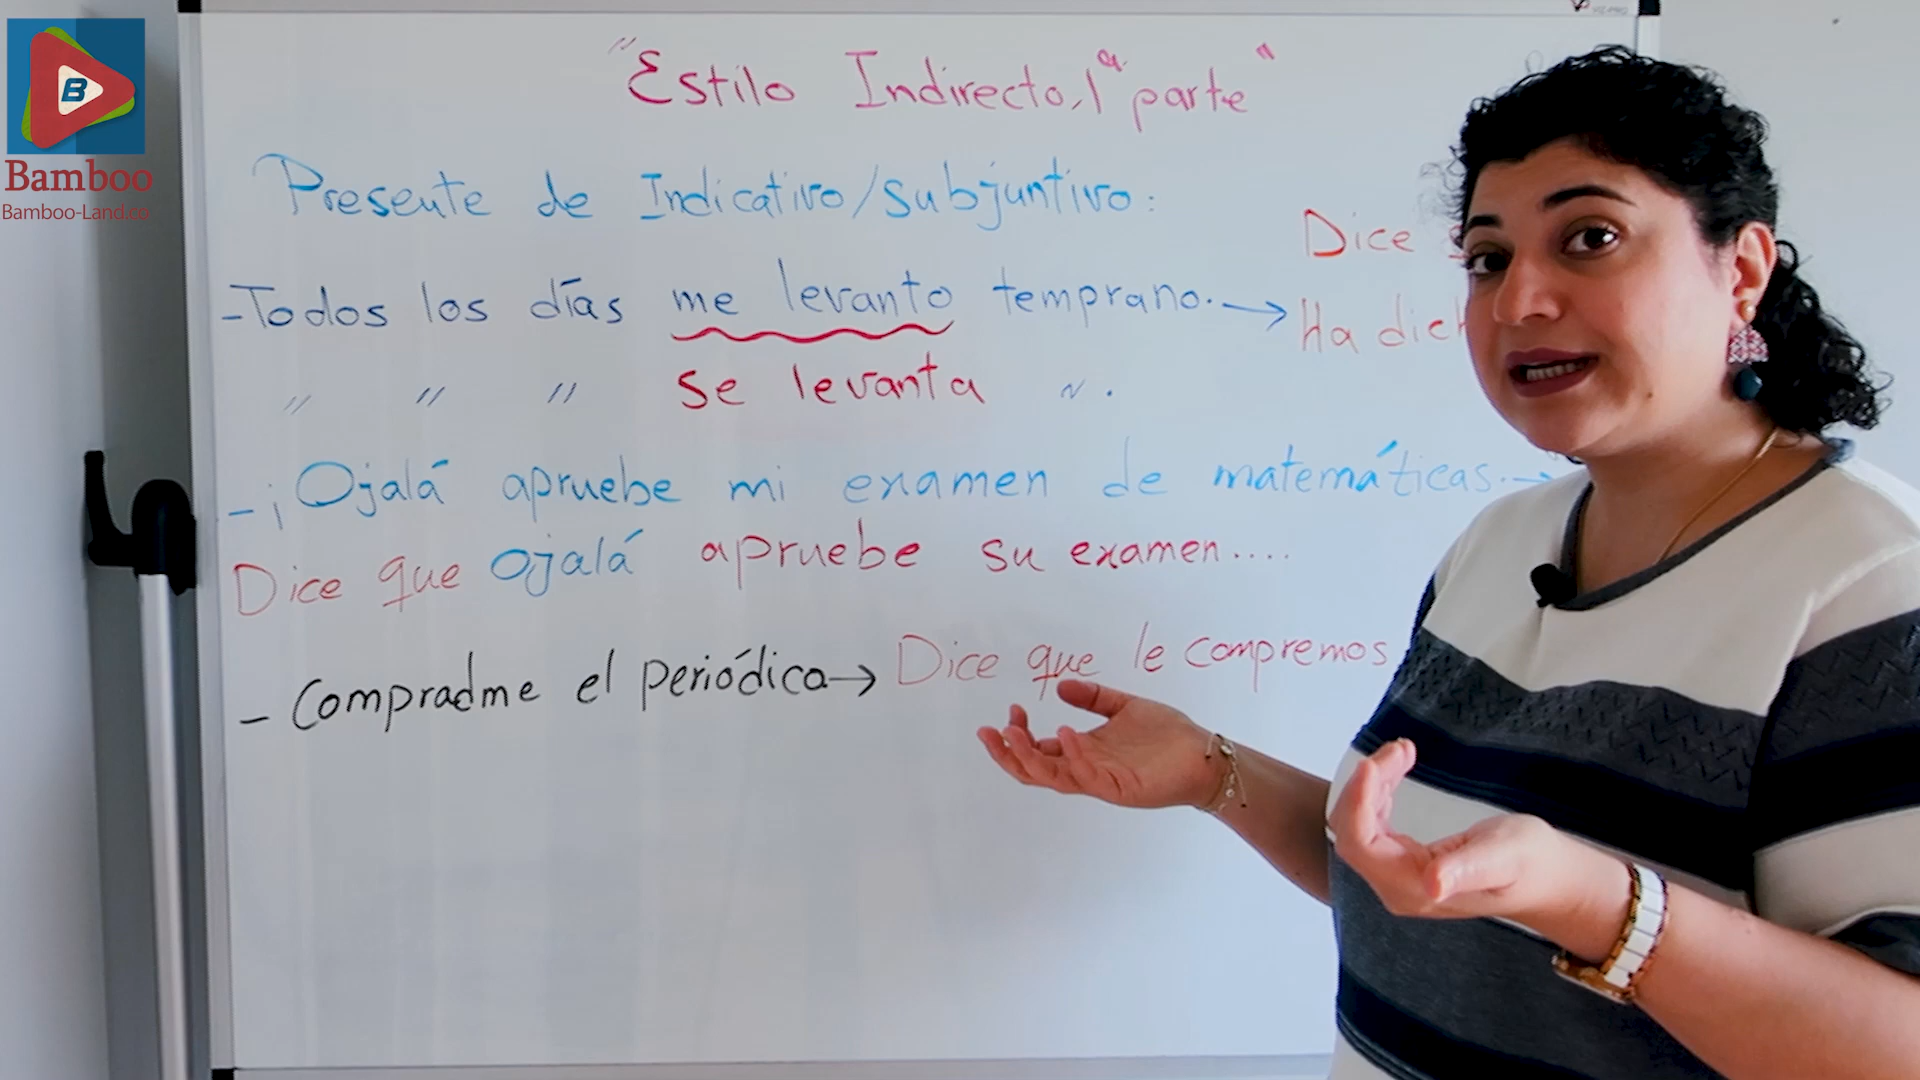 B
Bamboo
Bamboo-Land.co
"Estilo Indirecto, 1ª parte"
Presente de Indicativo/subjuntivo:
-Todos los días me levanto temprano. → Dice
Ha dich
" " " se levanta " .
-¡Ojalá apruebe mi examen de matemáticas. →
Dice que ojalá apruebe su examen....
- Compradme el periódico → Dice que le compremos